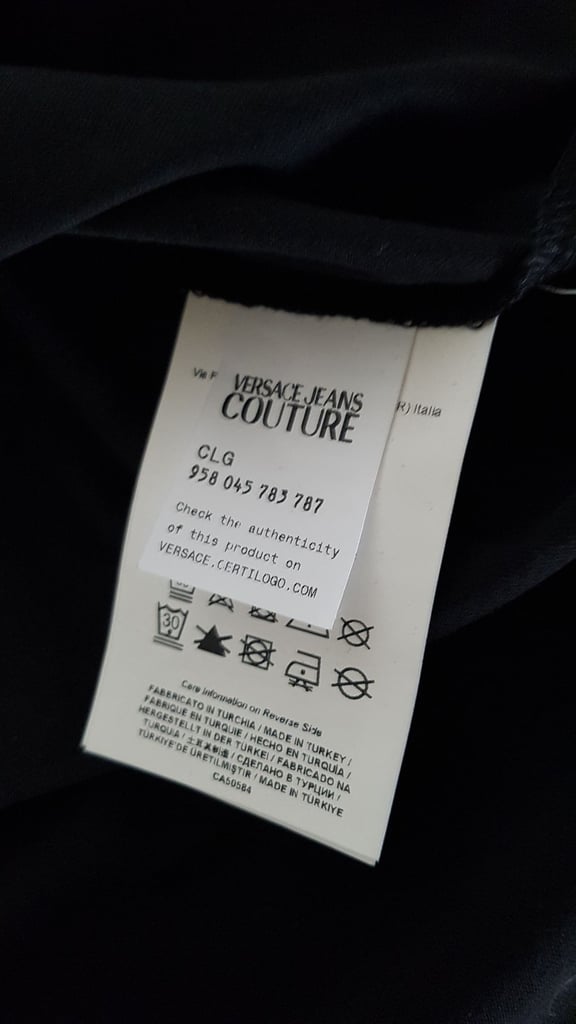 VERSACE JEANS
COUTURE
R) Italia
CLG
958 045 783 787
Check the authenticity
of this product on
VERSACE.CERTILOGO.COM
30
Care Information on Reverse Side
FABBRICATO IN TURCHIA / MADE IN TURKEY /
FABRIQUÉ EN TURQUIE / HECHO EN TURQUÍA /
HERGESTELLT IN DER TÜRKEI / FABRICADO NA
TURQUIA / 土耳其制造 / СДЕЛАНО В ТУРЦИИ /
TÜRKİYE'DE ÜRETİLMİŞTİR / MADE IN TÜRKİYE
CA50584